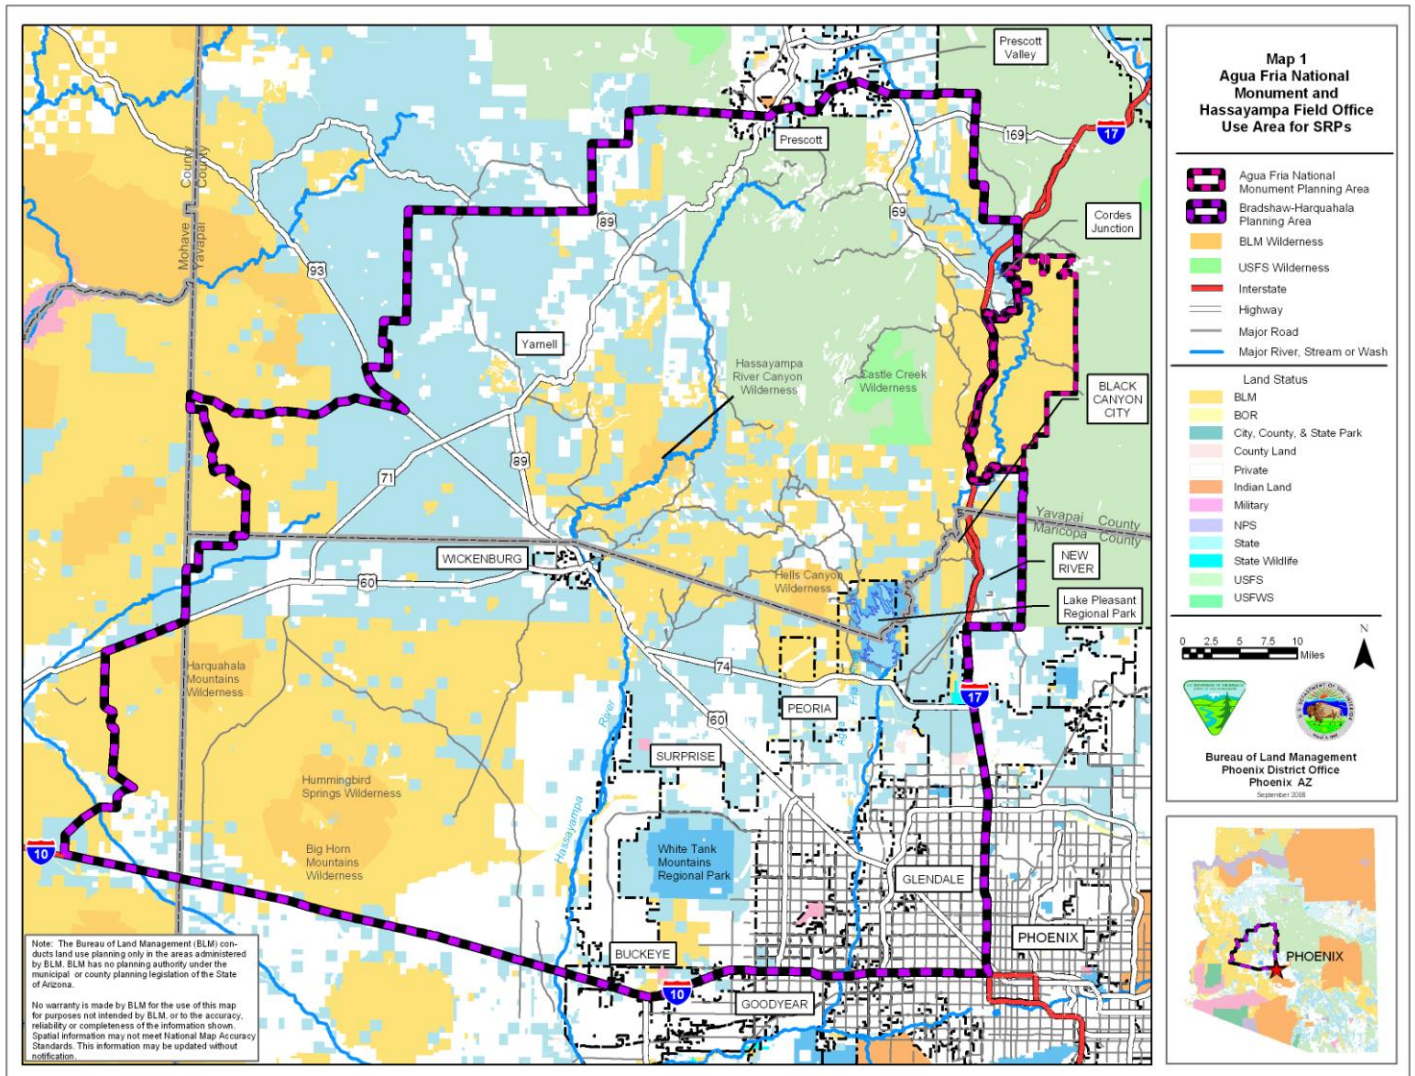 Map 1
Agua Fria National
Monument and
Hassayampa Field Office
Use Area for SRPs
Agua Fria National
Monument Planning Area
Bradshaw-Harquahala
Planning Area
BLM Wilderness
USFS Wilderness
Interstate
Highway
Major Road
Major River, Stream or Wash
Land Status
BLM
BOR
City, County, & State Park
County Land
Private
Indian Land
Military
NPS
State
State Wildlife
USFS
USFWS
0 2.5 5 7.5 10
Miles
N
Bureau of Land Management
Phoenix District Office
Phoenix AZ
September 2008
PHOENIX
Prescott
Valley
Prescott
17
169
Mohave County
Yavapai County
89
69
Cordes
Junction
93
Yarnell
Hassayampa
River Canyon
Wilderness
Castle Creek
Wilderness
BLACK
CANYON
CITY
71
89
Yavapai County
Maricopa County
WICKENBURG
60
Hells Canyon
Wilderness
NEW
RIVER
Lake Pleasant
Regional Park
Harquahala
Mountains
Wilderness
74
17
PEORIA
60
Agua Fria
SURPRISE
Hassayampa River
Hummingbird
Springs Wilderness
Big Horn
Mountains
Wilderness
10
White Tank
Mountains
Regional Park
GLENDALE
PHOENIX
BUCKEYE
10
GOODYEAR
Note: The Bureau of Land Management (BLM) con-
ducts land use planning only in the areas administered
by BLM. BLM has no planning authority under the
municipal or county planning legislation of the State
of Arizona.
No warranty is made by BLM for the use of this map
for purposes not intended by BLM, or to the accuracy,
reliability or completeness of the information shown.
Spatial information may not meet National Map Accuracy
Standards. This information may be updated without
notification.